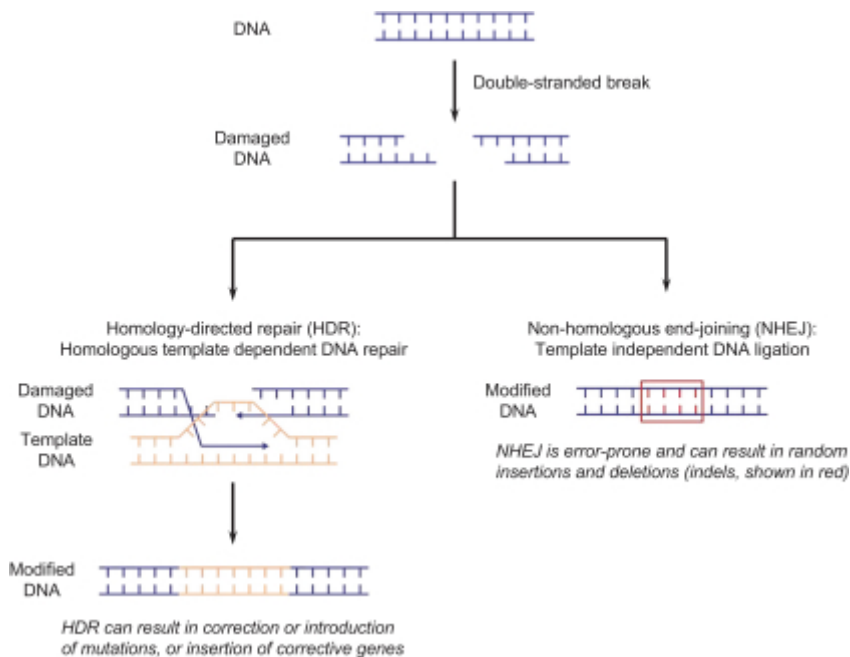 DNA
Double-stranded break
Damaged
DNA
Homology-directed repair (HDR):
Homologous template dependent DNA repair
Damaged
DNA
Template
DNA
Modified
DNA
HDR can result in correction or introduction
of mutations, or insertion of corrective genes
Non-homologous end-joining (NHEJ):
Template independent DNA ligation
Modified
DNA
NHEJ is error-prone and can result in random
insertions and deletions (indels, shown in red)